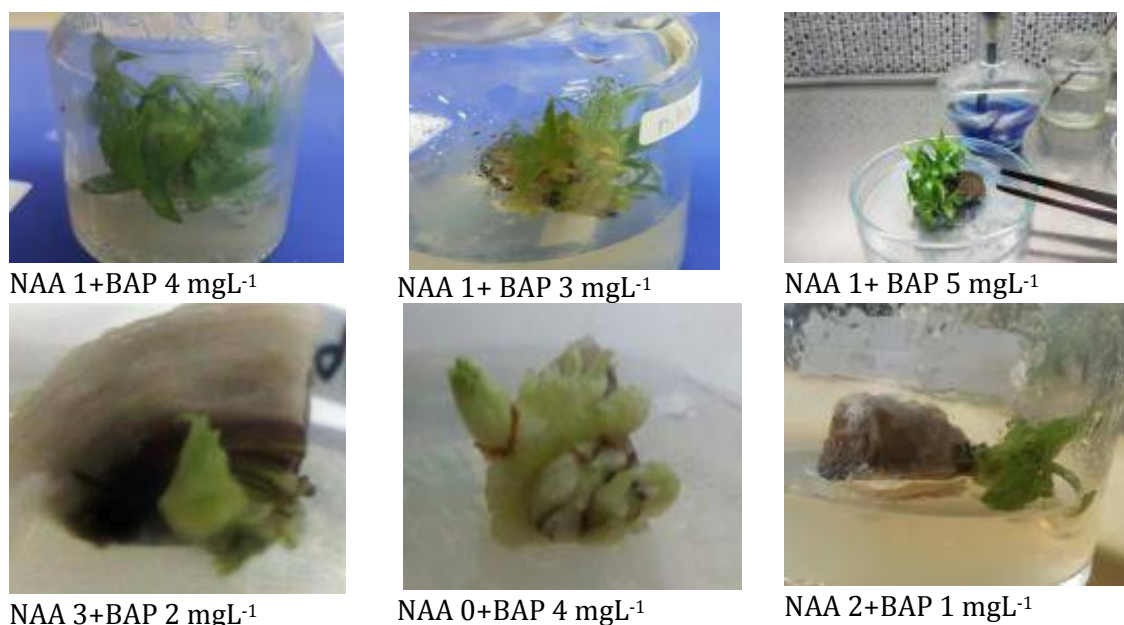 NAA 1+BAP 4 mgL-1
NAA 1+ BAP 3 mgL-1
NAA 1+ BAP 5 mgL-1
NAA 3+BAP 2 mgL-1
NAA 0+BAP 4 mgL-1
NAA 2+BAP 1 mgL-1